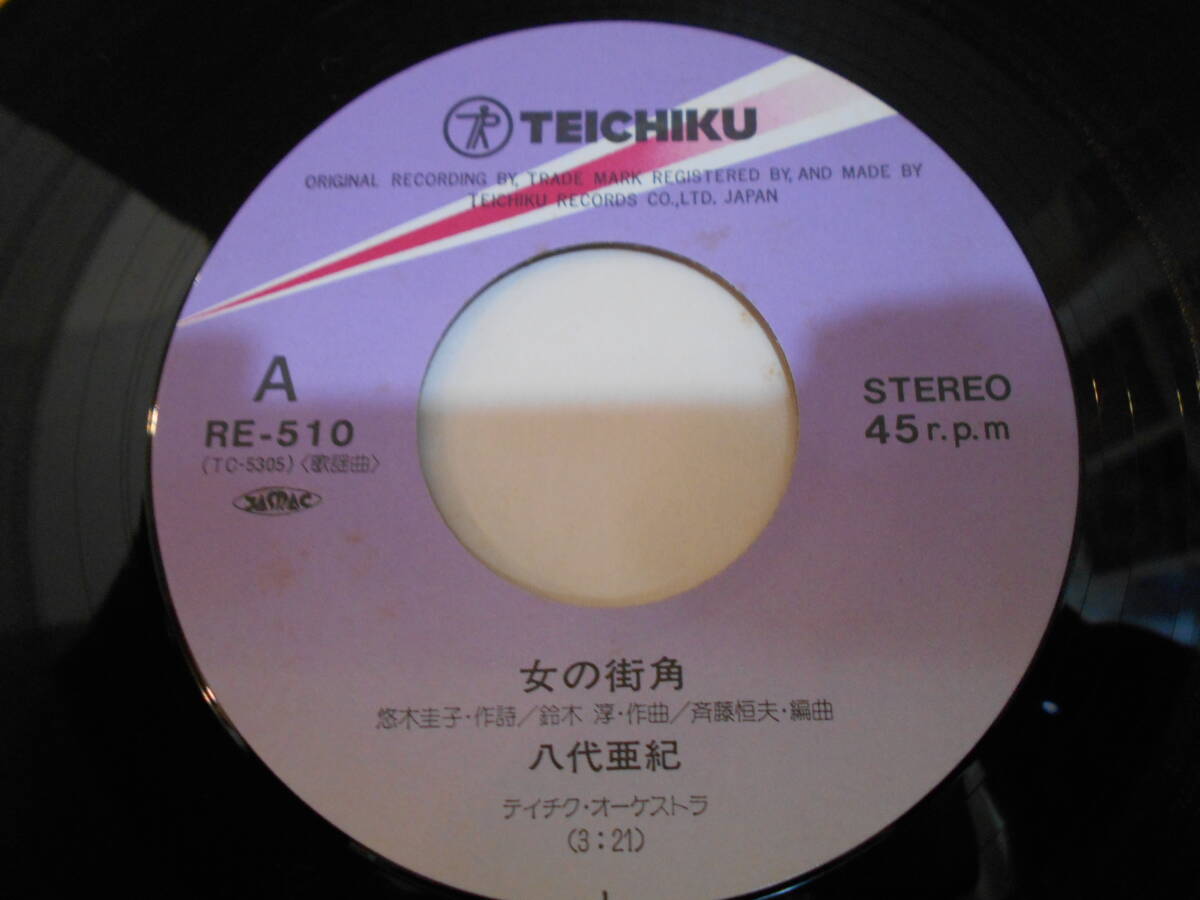 TEICHIKU
ORIGINAL RECORDING BY, TRADE MARK REGISTERED BY, AND MADE BY
TEICHIKU RECORDS CO.,LTD. JAPAN
A
RE-510
(TC-5305)〈歌謡曲〉
STEREO
45 r.p.m
女の街角
悠木圭子・作詩／鈴木 淳・作曲／斉藤恒夫・編曲
八代亜紀
テイチク・オーケストラ
(3:21)